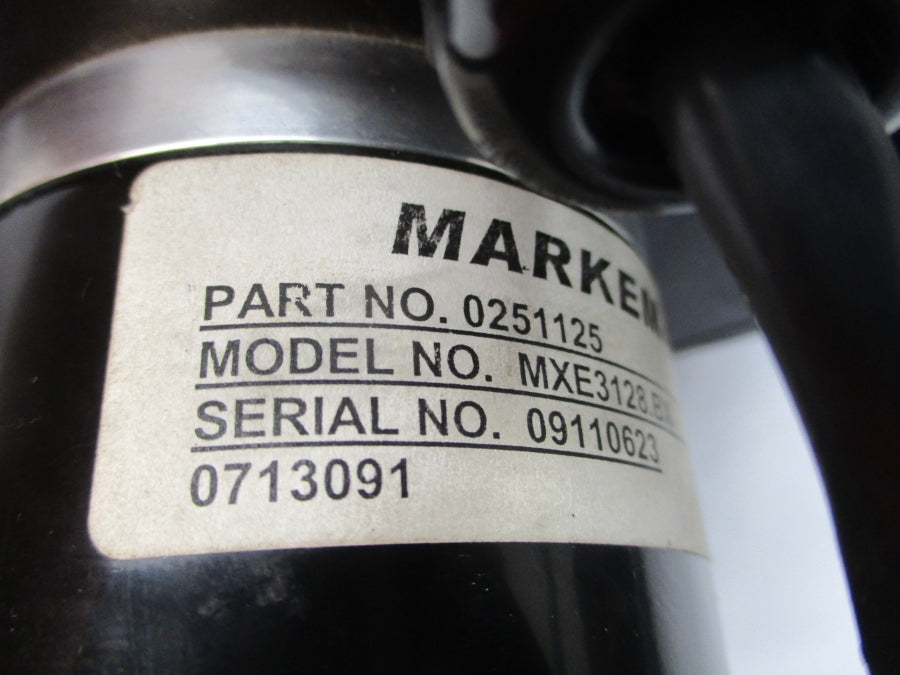 MARKEM
PART NO. 0251125
MODEL NO. MXE3128.
SERIAL NO. 09110623
0713091